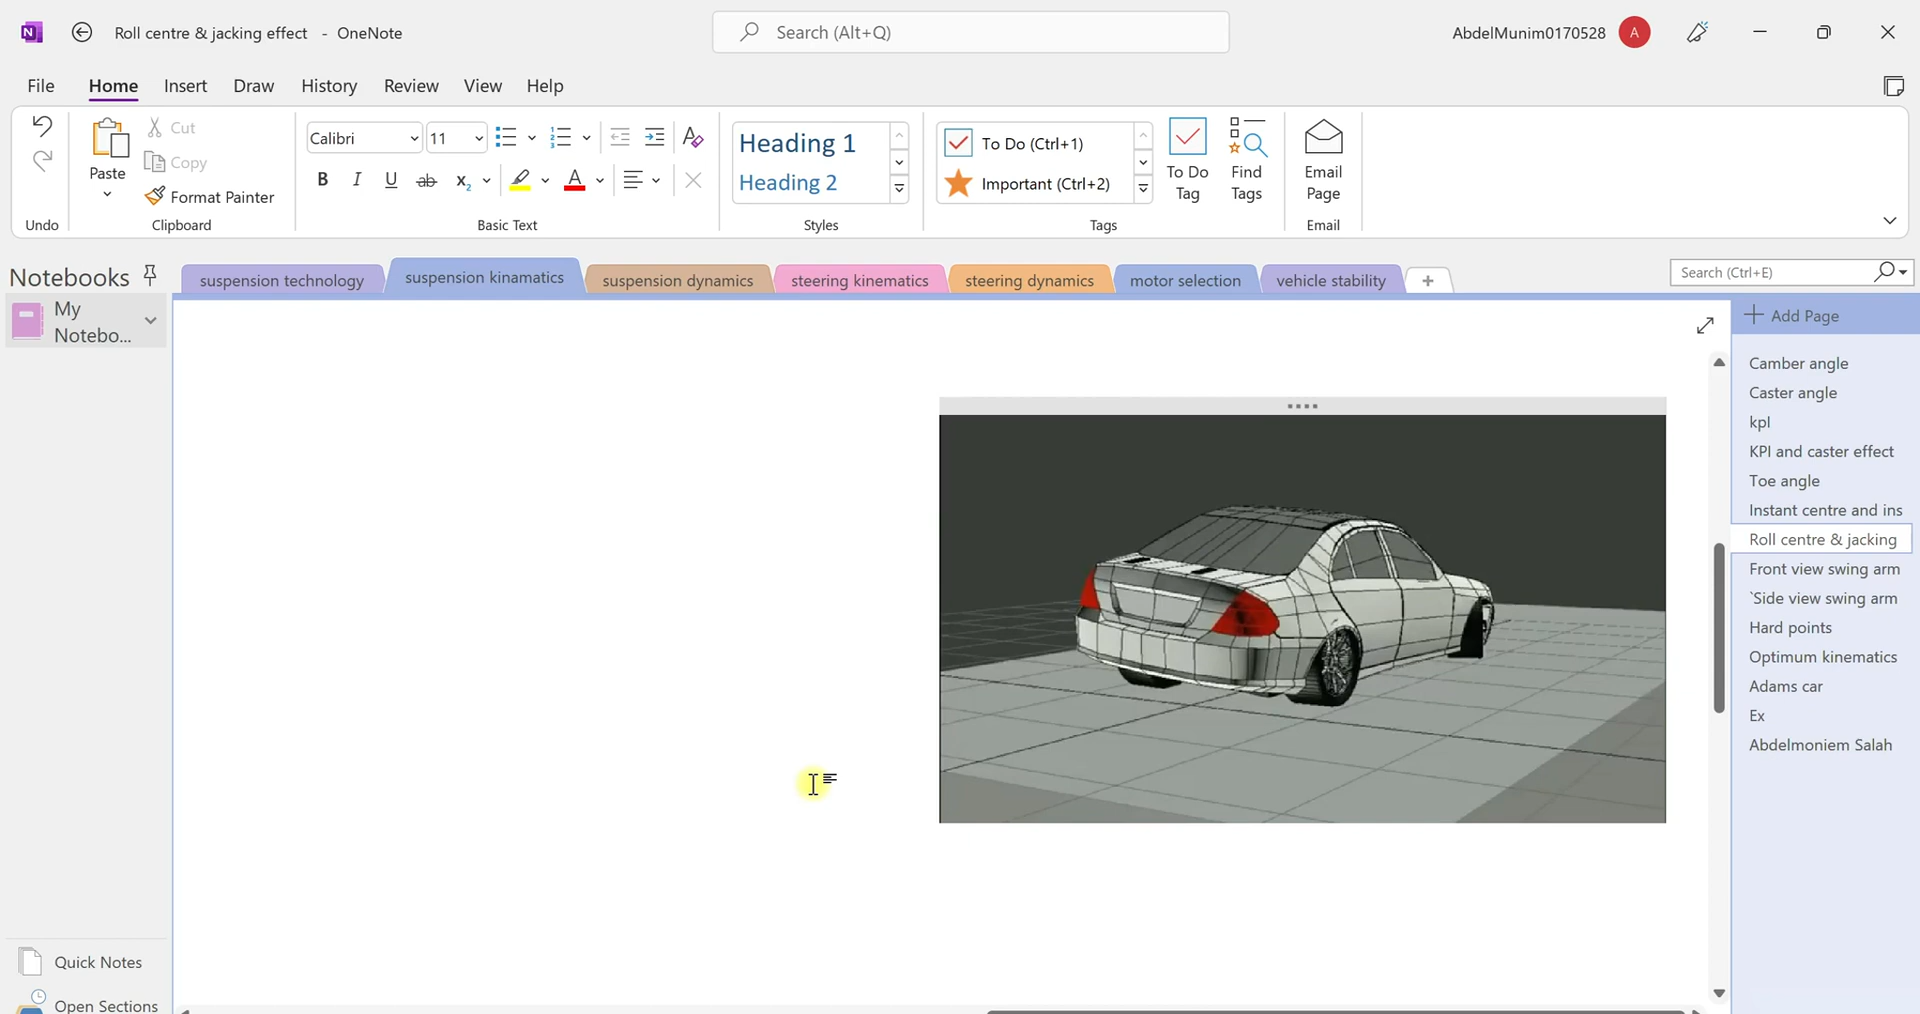 Roll centre & jacking effect - OneNote
Search (Alt+Q)
AbdelMunim0170528
A
File Home Insert Draw History Review View Help
Undo
Paste
Cut
Copy
Format Painter
Clipboard
Calibri 11
B I U ab x₂ A
Basic Text
Heading 1
Heading 2
Styles
To Do (Ctrl+1)
Important (Ctrl+2)
Tags
To Do
Tag
Find
Tags
Email
Page
Email
Notebooks
My
Notebo...
suspension technology
suspension kinamatics
suspension dynamics
steering kinematics
steering dynamics
motor selection
vehicle stability
+
Search (Ctrl+E)
Add Page
Camber angle
Caster angle
kpl
KPI and caster effect
Toe angle
Instant centre and ins
Roll centre & jacking
Front view swing arm
`Side view swing arm
Hard points
Optimum kinematics
Adams car
Ex
Abdelmoniem Salah
Quick Notes
Open Sections